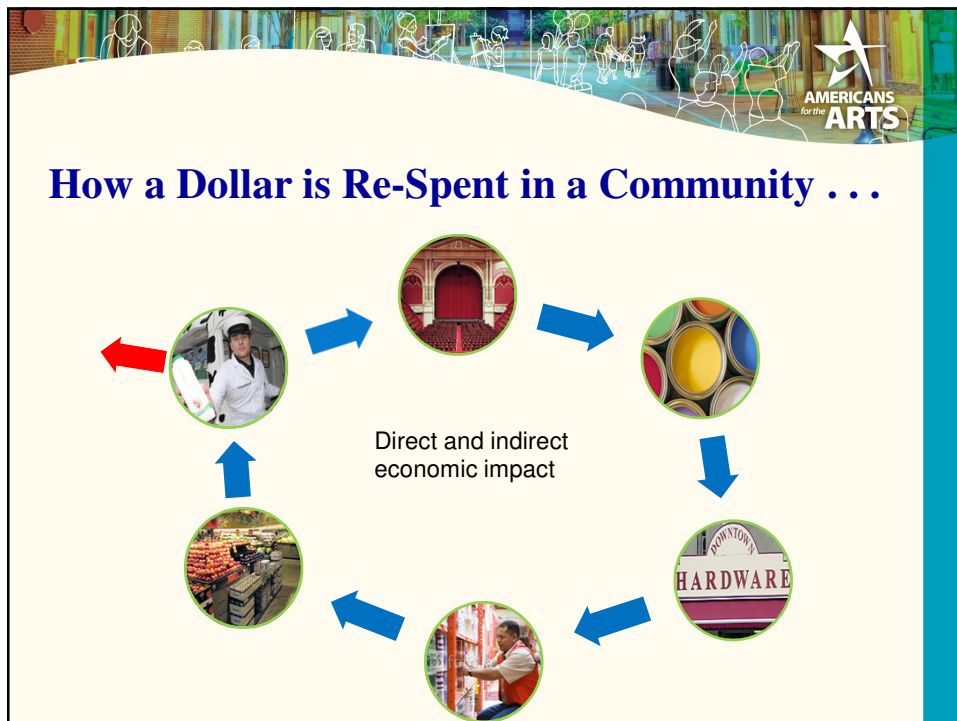 AMERICANS
for the ARTS
How a Dollar is Re-Spent in a Community . . .
Direct and indirect
economic impact
DOWNTOWN
HARDWARE